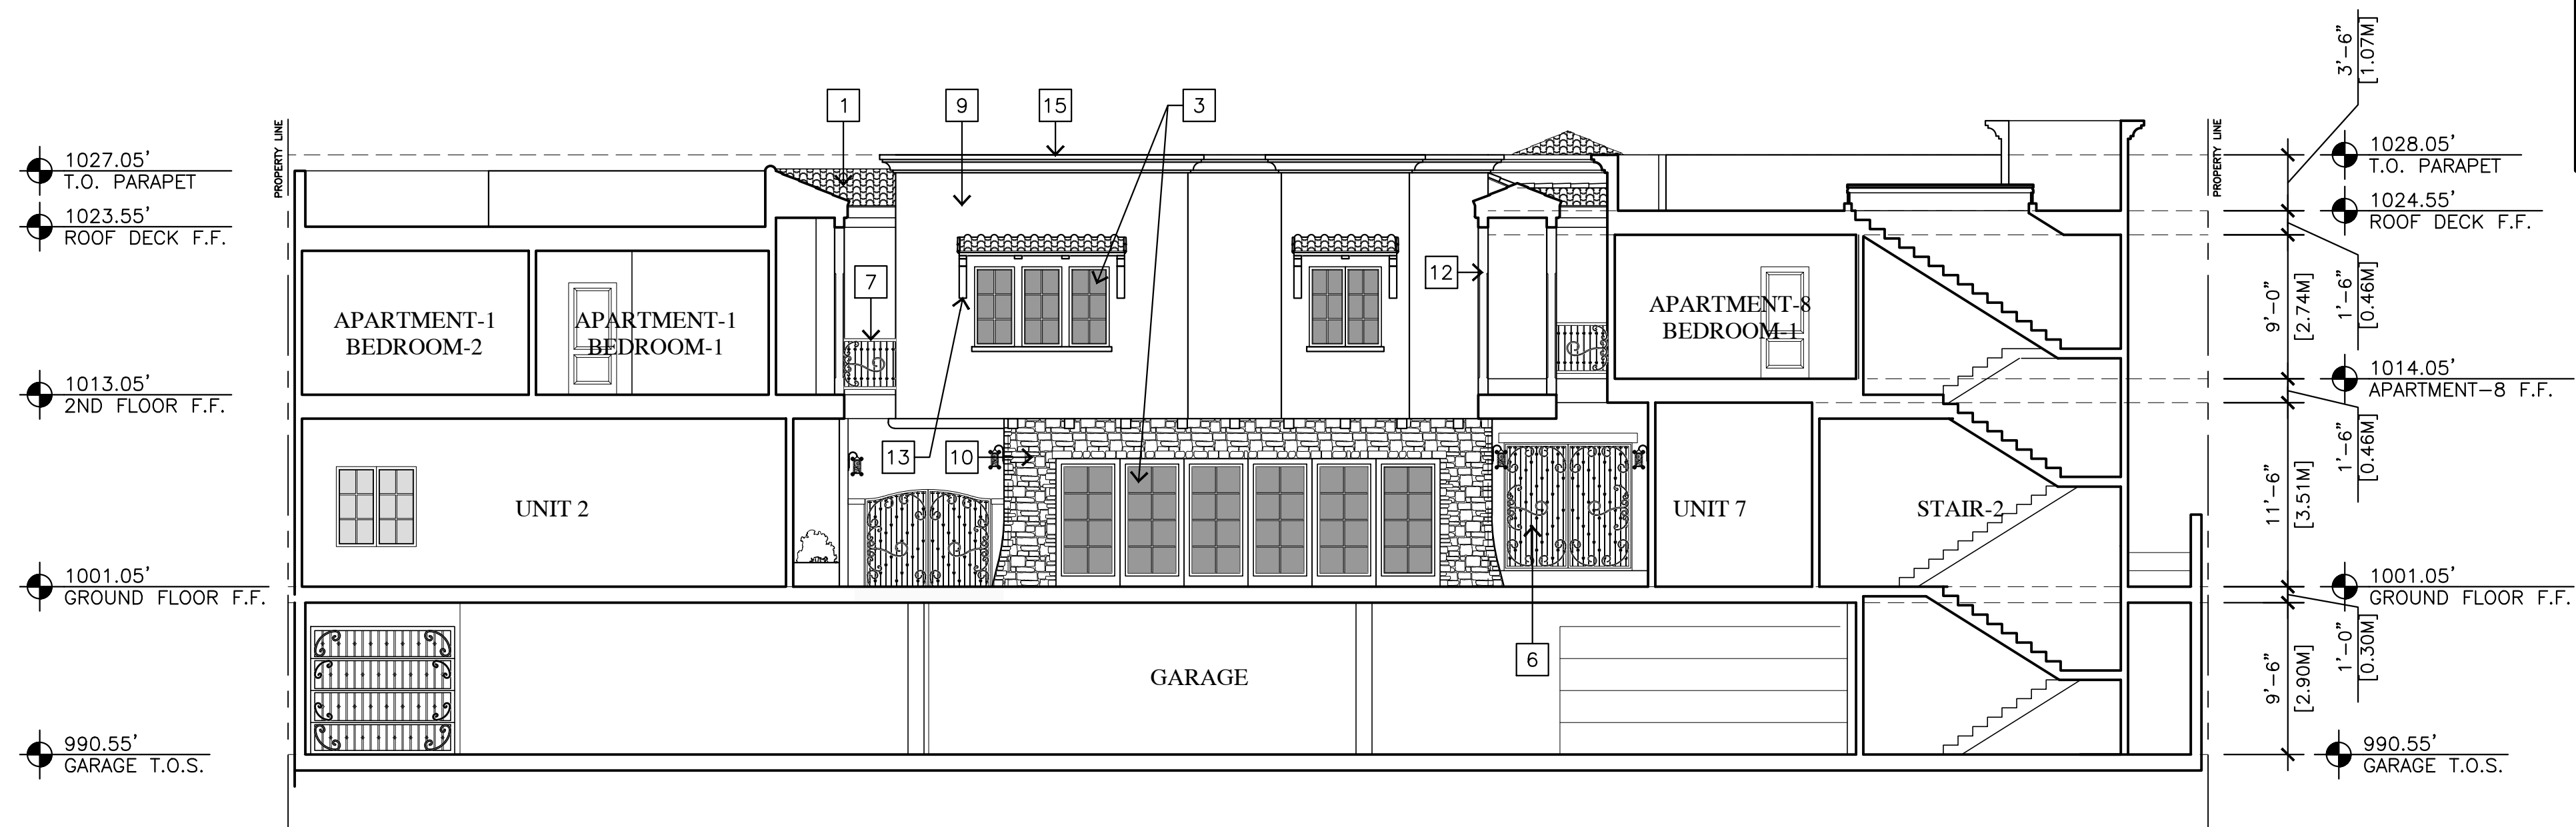 3'-6"
[1.07M]
1
9
15
3
PROPERTY LINE
PROPERTY LINE
1027.05'
T.O. PARAPET
1023.55'
ROOF DECK F.F.
1028.05'
T.O. PARAPET
1024.55'
ROOF DECK F.F.
7
12
APARTMENT-1
BEDROOM-2
APARTMENT-1
BEDROOM-1
APARTMENT-8
BEDROOM-1
9'-0"
[2.74M]
1'-6"
[0.46M]
1013.05'
2ND FLOOR F.F.
1014.05'
APARTMENT-8 F.F.
13
10
UNIT 2
UNIT 7
STAIR-2
11'-6"
[3.51M]
1'-6"
[0.46M]
1001.05'
GROUND FLOOR F.F.
1001.05'
GROUND FLOOR F.F.
6
GARAGE
9'-6"
[2.90M]
1'-0"
[0.30M]
990.55'
GARAGE T.O.S.
990.55'
GARAGE T.O.S.